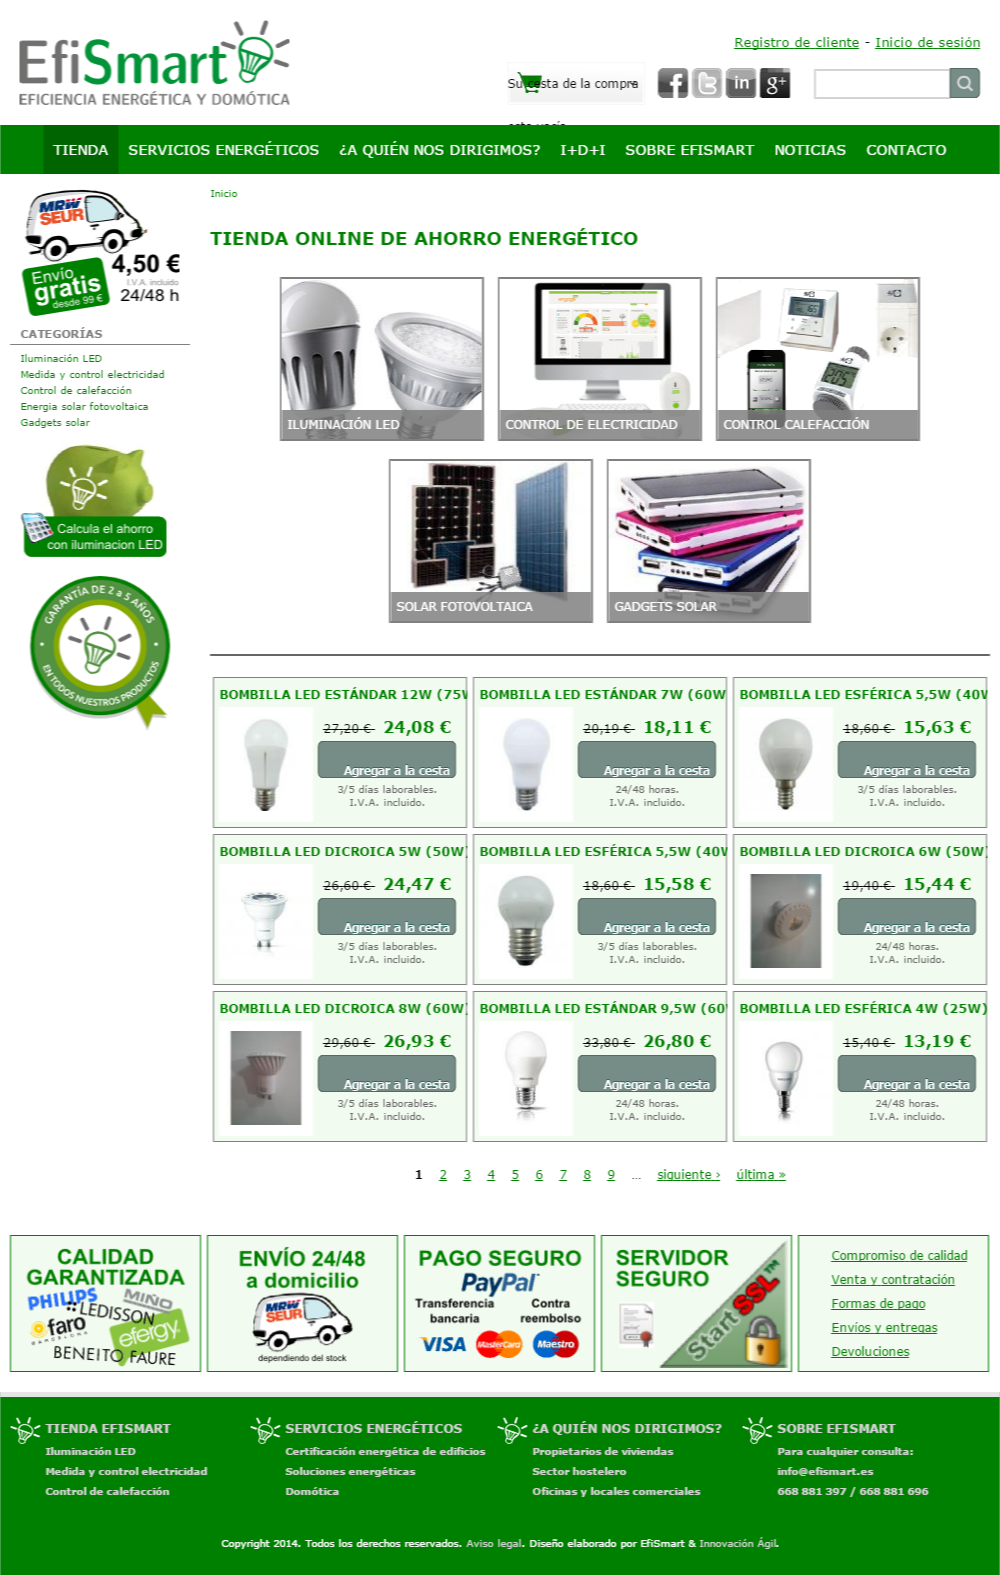 EfiSmart
EFICIENCIA ENERGÉTICA Y DOMÓTICA
Registro de cliente - Inicio de sesión
Su cesta de la compra
está vacía
TIENDA SERVICIOS ENERGÉTICOS ¿A QUIÉN NOS DIRIGIMOS? I+D+I SOBRE EFISMART NOTICIAS CONTACTO
MRW
SEUR
Envío
gratis
desde 99 €
4,50 €
I.V.A. incluido
24/48 h
CATEGORÍAS
Iluminación LED
Medida y control electricidad
Control de calefacción
Energia solar fotovoltaica
Gadgets solar
Calcula el ahorro
con iluminacion LED
GARANTÍA DE 2 a 5 AÑOS
EN TODOS NUESTROS PRODUCTOS
Inicio
TIENDA ONLINE DE AHORRO ENERGÉTICO
ILUMINACIÓN LED
CONTROL DE ELECTRICIDAD
CONTROL CALEFACCIÓN
SOLAR FOTOVOLTAICA
GADGETS SOLAR
BOMBILLA LED ESTÁNDAR 12W (75W
27,20 € 24,08 €
Agregar a la cesta
3/5 días laborables.
I.V.A. incluido.
BOMBILLA LED ESTÁNDAR 7W (60W
20,19 € 18,11 €
Agregar a la cesta
24/48 horas.
I.V.A. incluido.
BOMBILLA LED ESFÉRICA 5,5W (40W
18,60 € 15,63 €
Agregar a la cesta
3/5 días laborables.
I.V.A. incluido.
BOMBILLA LED DICROICA 5W (50W)
26,60 € 24,47 €
Agregar a la cesta
3/5 días laborables.
I.V.A. incluido.
BOMBILLA LED ESFÉRICA 5,5W (40W
18,60 € 15,58 €
Agregar a la cesta
3/5 días laborables.
I.V.A. incluido.
BOMBILLA LED DICROICA 6W (50W)
19,40 € 15,44 €
Agregar a la cesta
24/48 horas.
I.V.A. incluido.
BOMBILLA LED DICROICA 8W (60W)
29,60 € 26,93 €
Agregar a la cesta
3/5 días laborables.
I.V.A. incluido.
BOMBILLA LED ESTÁNDAR 9,5W (60W
33,80 € 26,80 €
Agregar a la cesta
24/48 horas.
I.V.A. incluido.
BOMBILLA LED ESFÉRICA 4W (25W)
15,40 € 13,19 €
Agregar a la cesta
24/48 horas.
I.V.A. incluido.
1 2 3 4 5 6 7 8 9 … siguiente › última »
CALIDAD
GARANTIZADA
PHILIPS
MIÑO
LEDISSON
faro
BARCELONA
efergy
BENEITO FAURE
ENVÍO 24/48
a domicilio
MRW
SEUR
dependiendo del stock
PAGO SEGURO
PayPal
Transferencia
bancaria
Contra
reembolso
VISA MasterCard Maestro
SERVIDOR
SEGURO
StartSSL™
Compromiso de calidad
Venta y contratación
Formas de pago
Envíos y entregas
Devoluciones
TIENDA EFISMART
Iluminación LED
Medida y control electricidad
Control de calefacción
SERVICIOS ENERGÉTICOS
Certificación energética de edificios
Soluciones energéticas
Domótica
¿A QUIÉN NOS DIRIGIMOS?
Propietarios de viviendas
Sector hostelero
Oficinas y locales comerciales
SOBRE EFISMART
Para cualquier consulta:
info@efismart.es
668 881 397 / 668 881 696
Copyright 2014. Todos los derechos reservados. Aviso legal. Diseño elaborado por EfiSmart & Innovación Ágil.